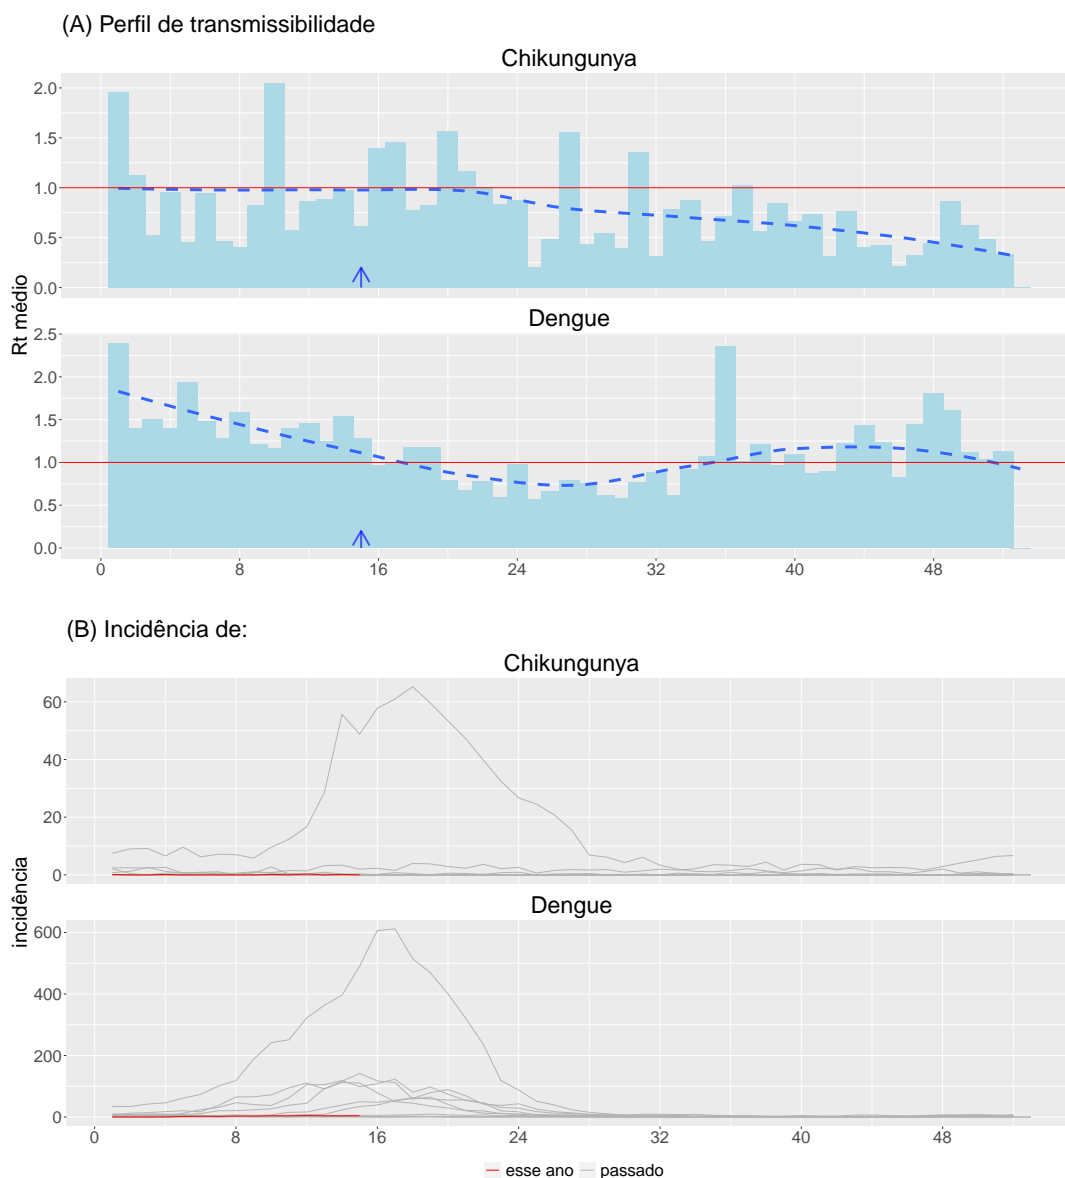 (A) Perfil de transmissibilidade
Chikungunya
2.0
1.5
1.0
0.5
0.0
Rt médio
Dengue
2.5
2.0
1.5
1.0
0.5
0.0
0 8 16 24 32 40 48
(B) Incidência de:
Chikungunya
60
40
20
0
incidência
Dengue
600
400
200
0
0 8 16 24 32 40 48
esse ano passado